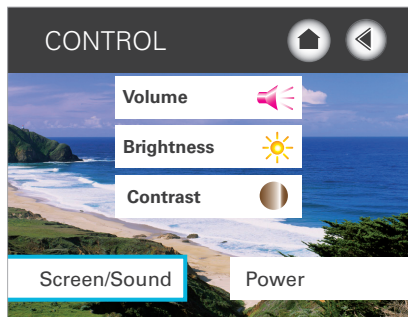 CONTROL
Volume
Brightness
Contrast
Screen/Sound
Power